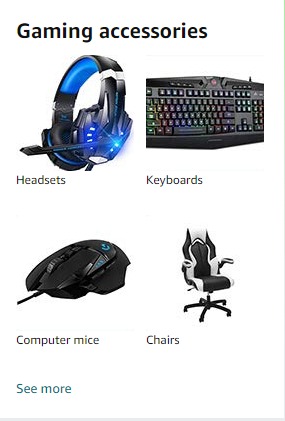 Gaming accessories
Headsets
Keyboards
Computer mice
Chairs
See more